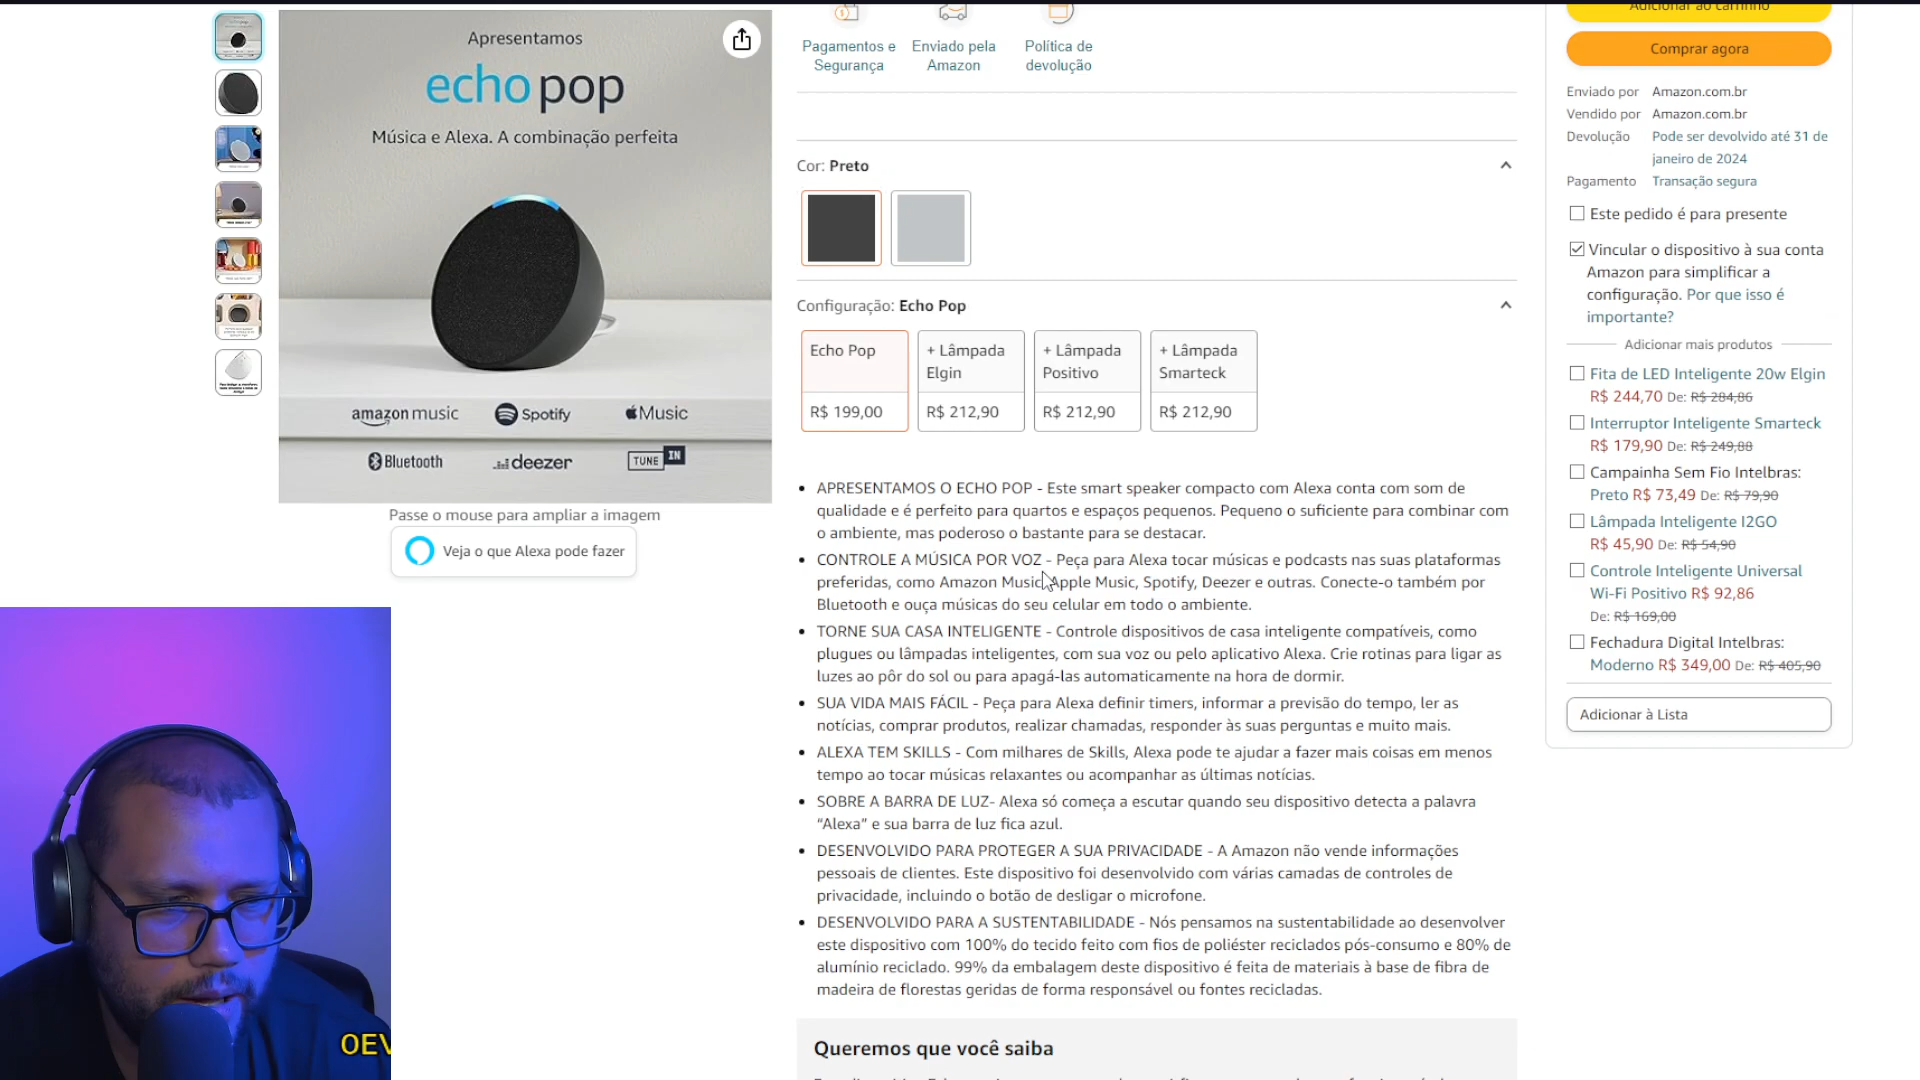 Apresentamos
echo pop
Música e Alexa. A combinação perfeita
amazon music
Spotify
Music
Bluetooth
deezer
TUNE IN
Passe o mouse para ampliar a imagem
Veja o que Alexa pode fazer
Pagamentos e
Segurança
Enviado pela
Amazon
Política de
devolução
Cor: Preto
Configuração: Echo Pop
Echo Pop
R$ 199,00
+ Lâmpada
Elgin
R$ 212,90
+ Lâmpada
Positivo
R$ 212,90
+ Lâmpada
Smarteck
R$ 212,90
• APRESENTAMOS O ECHO POP - Este smart speaker compacto com Alexa conta com som de
qualidade e é perfeito para quartos e espaços pequenos. Pequeno o suficiente para combinar com
o ambiente, mas poderoso o bastante para se destacar.
• CONTROLE A MÚSICA POR VOZ - Peça para Alexa tocar músicas e podcasts nas suas plataformas
preferidas, como Amazon Music, Apple Music, Spotify, Deezer e outras. Conecte-o também por
Bluetooth e ouça músicas do seu celular em todo o ambiente.
• TORNE SUA CASA INTELIGENTE - Controle dispositivos de casa inteligente compatíveis, como
plugues ou lâmpadas inteligentes, com sua voz ou pelo aplicativo Alexa. Crie rotinas para ligar as
luzes ao pôr do sol ou para apagá-las automaticamente na hora de dormir.
• SUA VIDA MAIS FÁCIL - Peça para Alexa definir timers, informar a previsão do tempo, ler as
notícias, comprar produtos, realizar chamadas, responder às suas perguntas e muito mais.
• ALEXA TEM SKILLS - Com milhares de Skills, Alexa pode te ajudar a fazer mais coisas em menos
tempo ao tocar músicas relaxantes ou acompanhar as últimas notícias.
• SOBRE A BARRA DE LUZ- Alexa só começa a escutar quando seu dispositivo detecta a palavra
“Alexa” e sua barra de luz fica azul.
• DESENVOLVIDO PARA PROTEGER A SUA PRIVACIDADE - A Amazon não vende informações
pessoais de clientes. Este dispositivo foi desenvolvido com várias camadas de controles de
privacidade, incluindo o botão de desligar o microfone.
• DESENVOLVIDO PARA A SUSTENTABILIDADE - Nós pensamos na sustentabilidade ao desenvolver
este dispositivo com 100% do tecido feito com fios de poliéster reciclados pós-consumo e 80% de
alumínio reciclado. 99% da embalagem deste dispositivo é feita de materiais à base de fibra de
madeira de florestas geridas de forma responsável ou fontes recicladas.
Queremos que você saiba
Adicionar ao carrinho
Comprar agora
Enviado por Amazon.com.br
Vendido por Amazon.com.br
Devolução Pode ser devolvido até 31 de
janeiro de 2024
Pagamento Transação segura
Este pedido é para presente
Vincular o dispositivo à sua conta
Amazon para simplificar a
configuração. Por que isso é
importante?
Adicionar mais produtos
Fita de LED Inteligente 20w Elgin
R$ 244,70 De: R$ 284,86
Interruptor Inteligente Smarteck
R$ 179,90 De: R$ 249,88
Campainha Sem Fio Intelbras:
Preto R$ 73,49 De: R$ 79,90
Lâmpada Inteligente I2GO
R$ 45,90 De: R$ 54,90
Controle Inteligente Universal
Wi-Fi Positivo R$ 92,86
De: R$ 169,00
Fechadura Digital Intelbras:
Moderno R$ 349,00 De: R$ 405,90
Adicionar à Lista
OEV